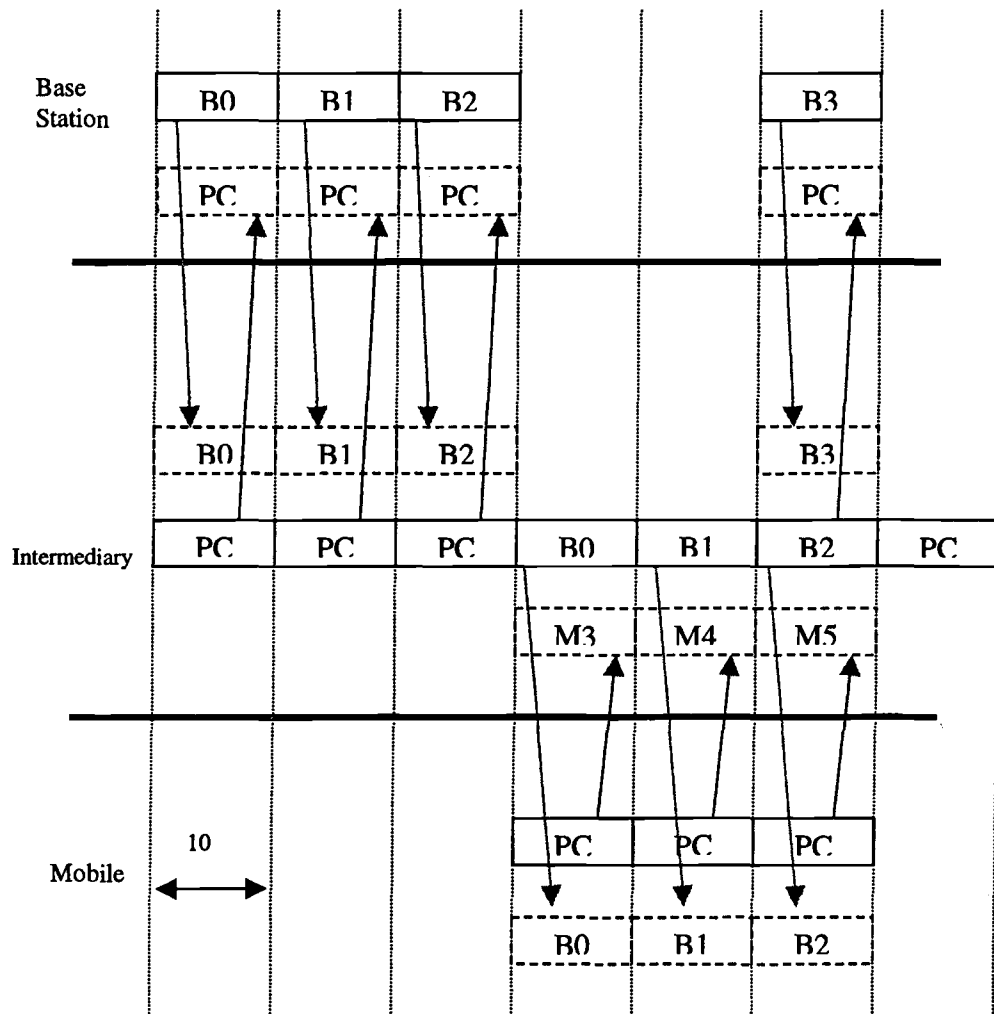 Base
Station
B0 B1 B2 B3
PC PC PC PC
B0 B1 B2 B3
Intermediary
PC PC PC B0 B1 B2 PC
M3 M4 M5
10
Mobile
PC PC PC
B0 B1 B2